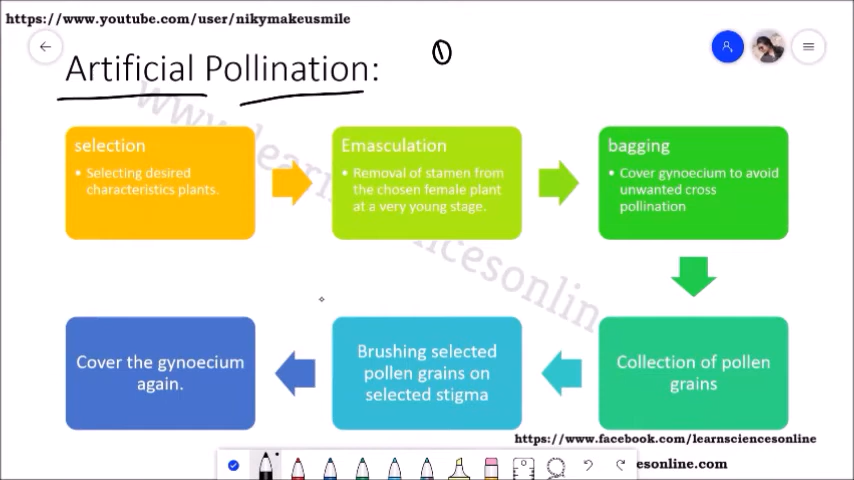 https://www.youtube.com/user/nikymakeusmile
Artificial Pollination:
selection
• Selecting desired
characteristics plants.
Emasculation
• Removal of stamen from
the chosen female plant
at a very young stage.
bagging
• Cover gynoecium to avoid
unwanted cross
pollination
Cover the gynoecium
again.
Brushing selected
pollen grains on
selected stigma
Collection of pollen
grains
https://www.facebook.com/learnsciencesonline
esonline.com